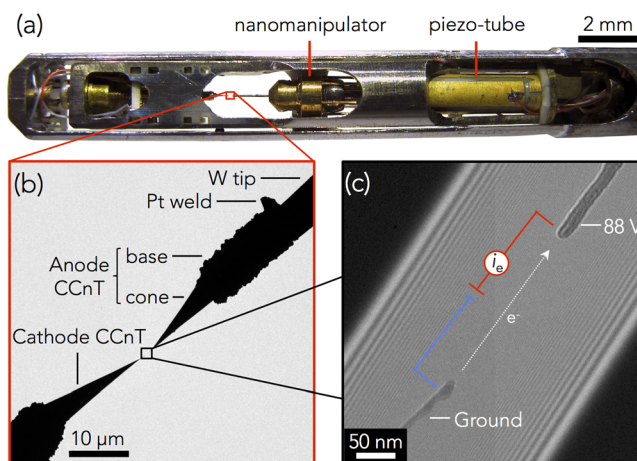 (a)
nanomanipulator
piezo-tube
2 mm
(b)
W tip
Pt weld
base
Anode
CCnT
cone
Cathode CCnT
10 μm
(c)
88 V
ie
e-
Ground
50 nm